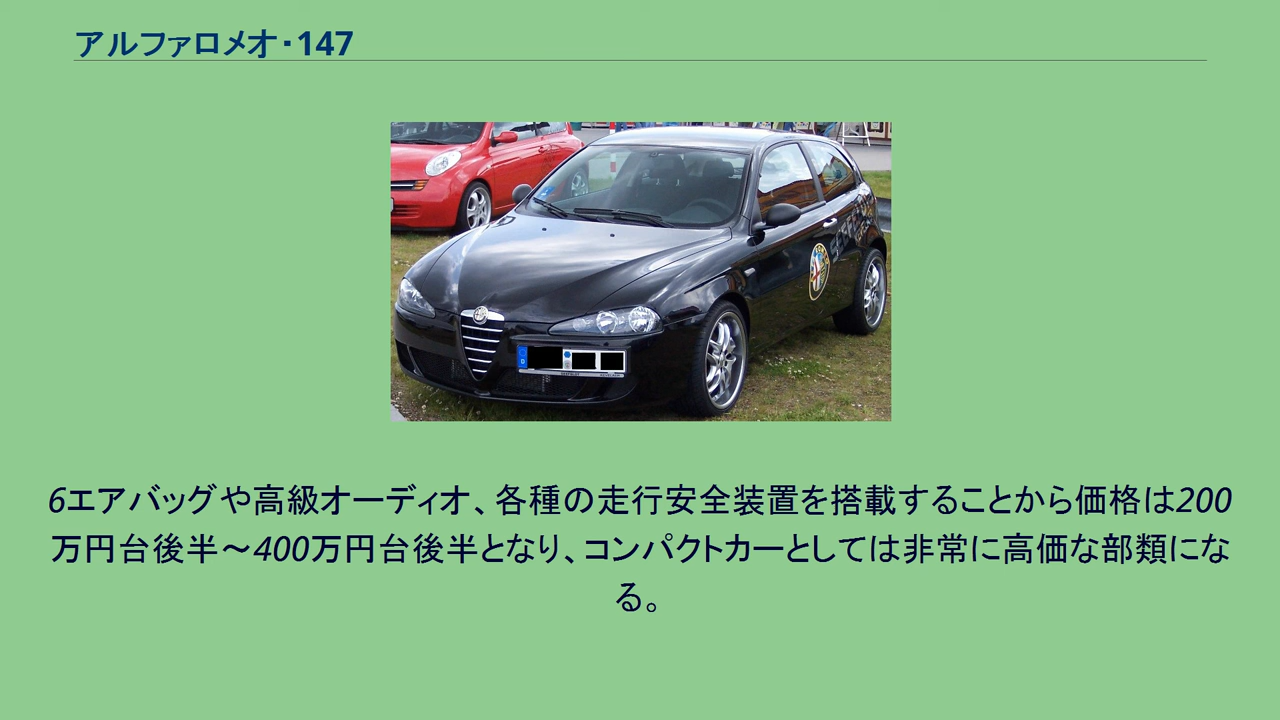 アルファロメオ・147
6エアバッグや高級オーディオ、各種の走行安全装置を搭載することから価格は200
万円台後半～400万円台後半となり、コンパクトカーとしては非常に高価な部類にな
る。